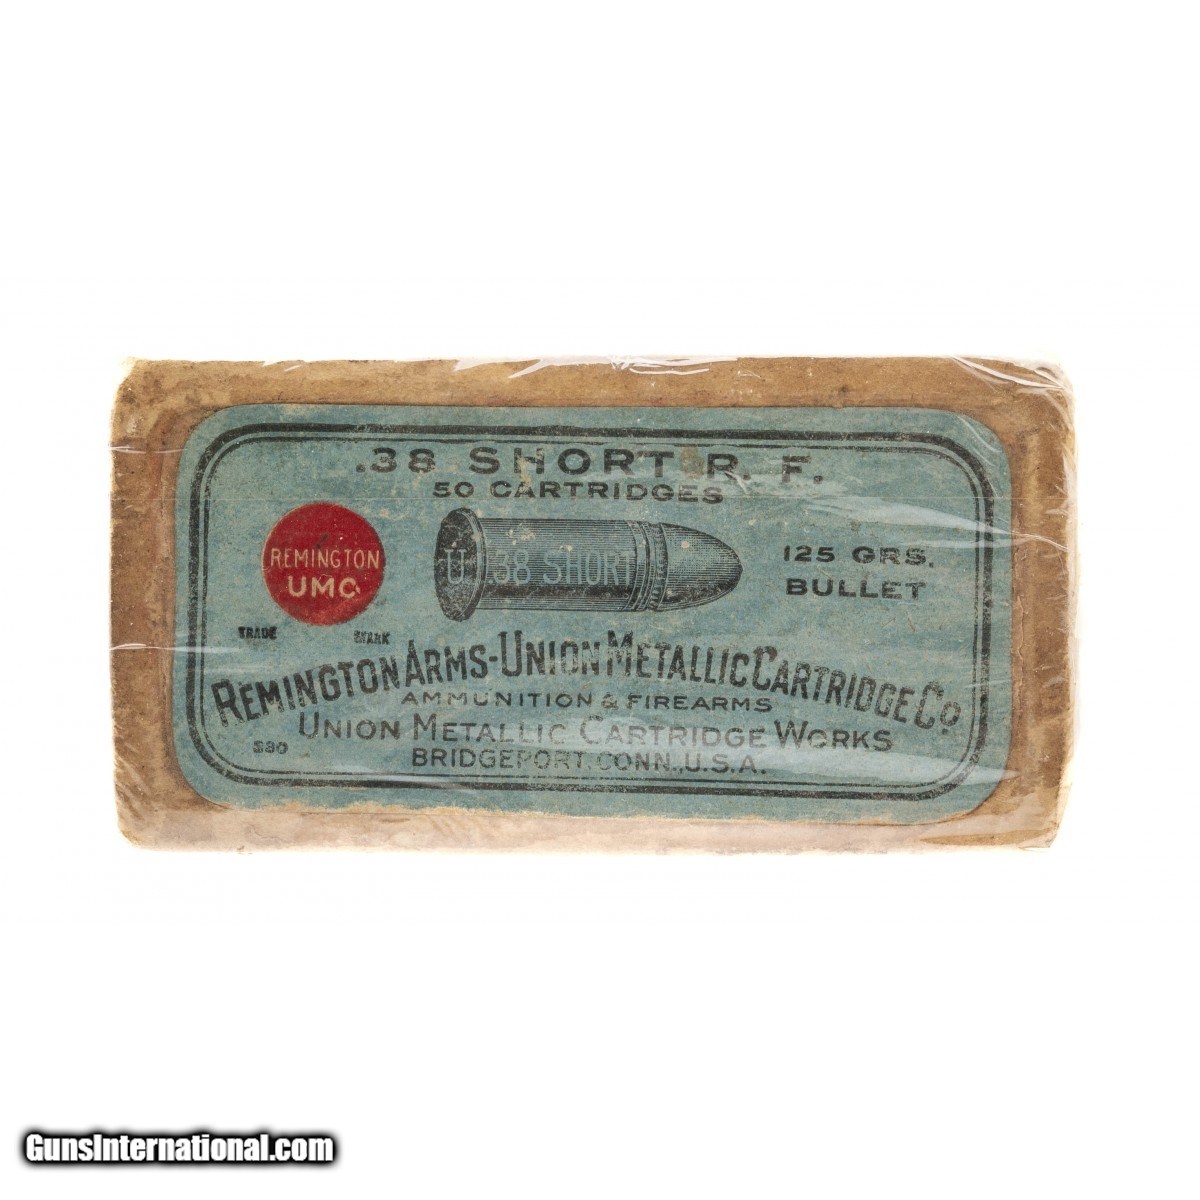 .38 SHORT R. F.
50 CARTRIDGES
REMINGTON
UMC
TRADE MARK
U .38 SHORT
125 GRS.
BULLET
REMINGTON ARMS-UNION METALLIC CARTRIDGE CO.
AMMUNITION & FIREARMS
UNION METALLIC CARTRIDGE WORKS
BRIDGEPORT, CONN., U.S.A.
GunsInternational.com